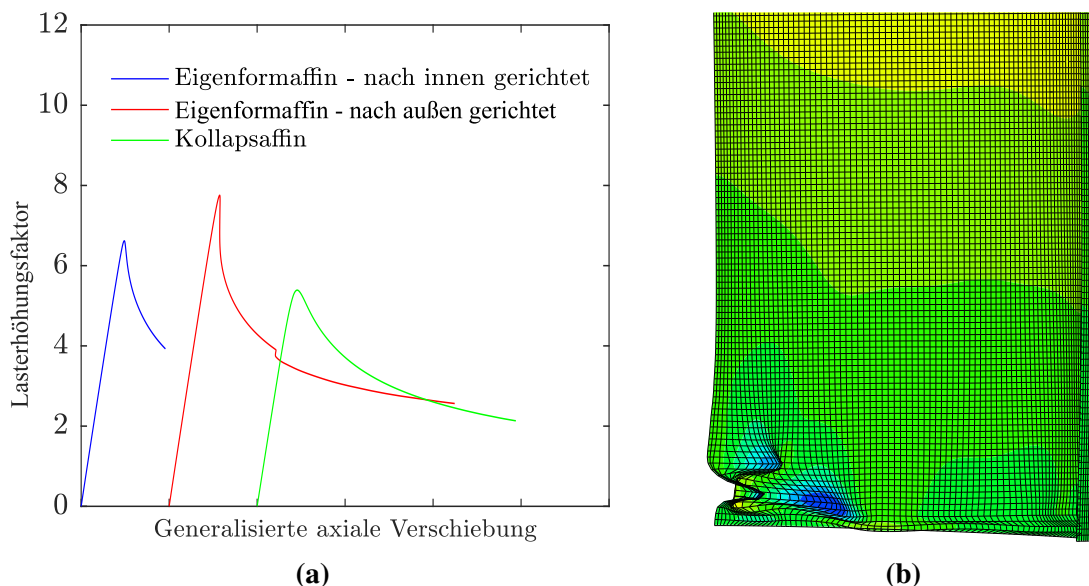 12
10
8
6
4
2
0
Lasterhöhungsfaktor
Eigenformaffin - nach innen gerichtet
Eigenformaffin - nach außen gerichtet
Kollapsaffin
Generalisierte axiale Verschiebung
(a)
(b)